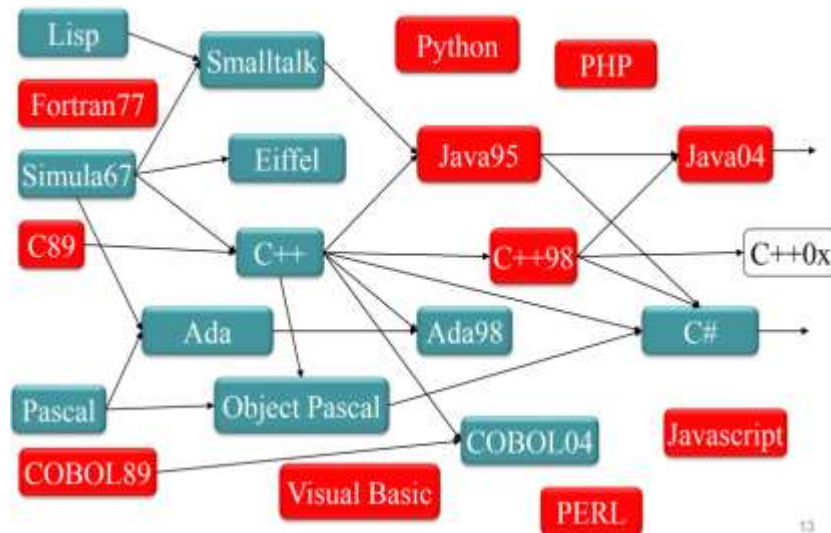 Lisp
Smalltalk
Python
PHP
Fortran77
Simula67
Eiffel
Java95
Java04
C89
C++
C++98
C++0x
Ada
Ada98
C#
Pascal
Object Pascal
COBOL04
Javascript
COBOL89
Visual Basic
PERL
13